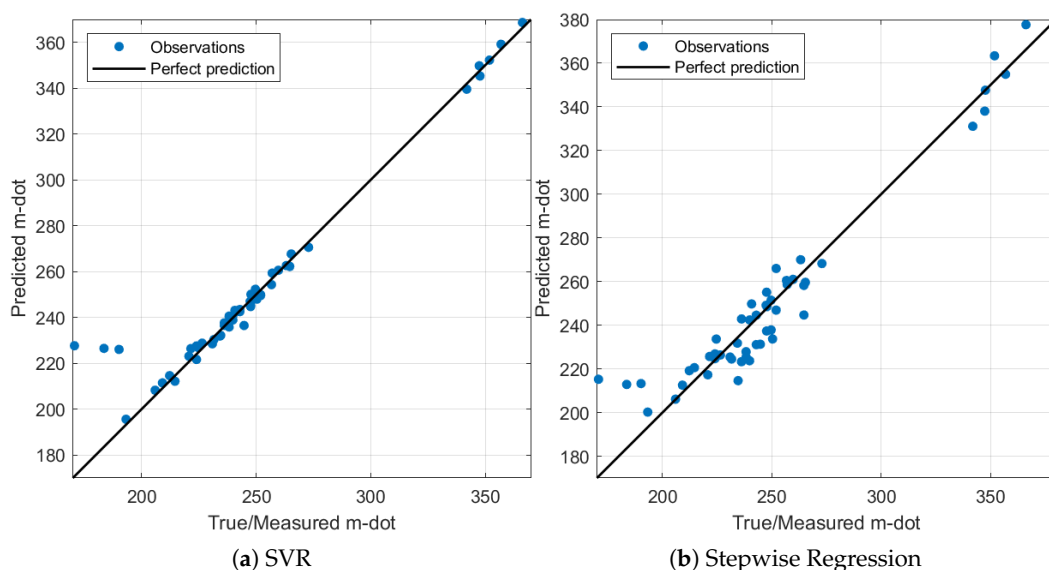 Observations
Perfect prediction
Predicted m-dot
360
340
320
300
280
260
240
220
200
180
200 250 300 350
True/Measured m-dot
(a) SVR
Observations
Perfect prediction
Predicted m-dot
380
360
340
320
300
280
260
240
220
200
180
200 250 300 350
True/Measured m-dot
(b) Stepwise Regression